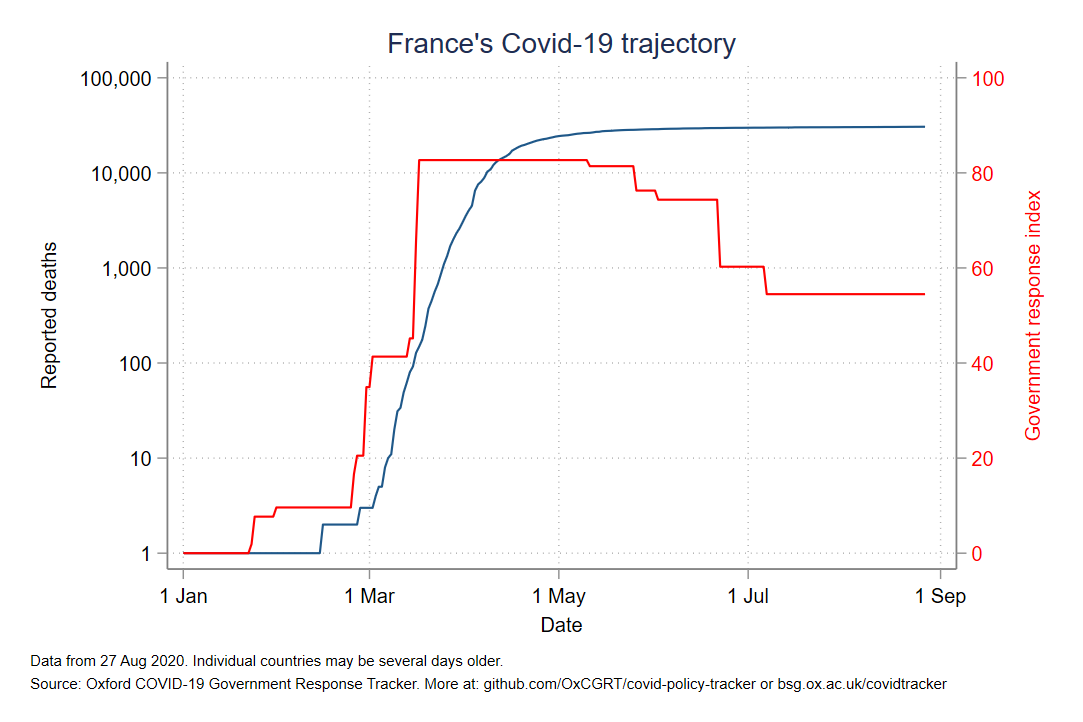 France's Covid-19 trajectory
100,000
10,000
1,000
100
10
1
Reported deaths
100
80
60
40
20
0
Government response index
1 Jan
1 Mar
1 May
1 Jul
1 Sep
Date
Data from 27 Aug 2020. Individual countries may be several days older.
Source: Oxford COVID-19 Government Response Tracker. More at: github.com/OxCGRT/covid-policy-tracker or bsg.ox.ac.uk/covidtracker